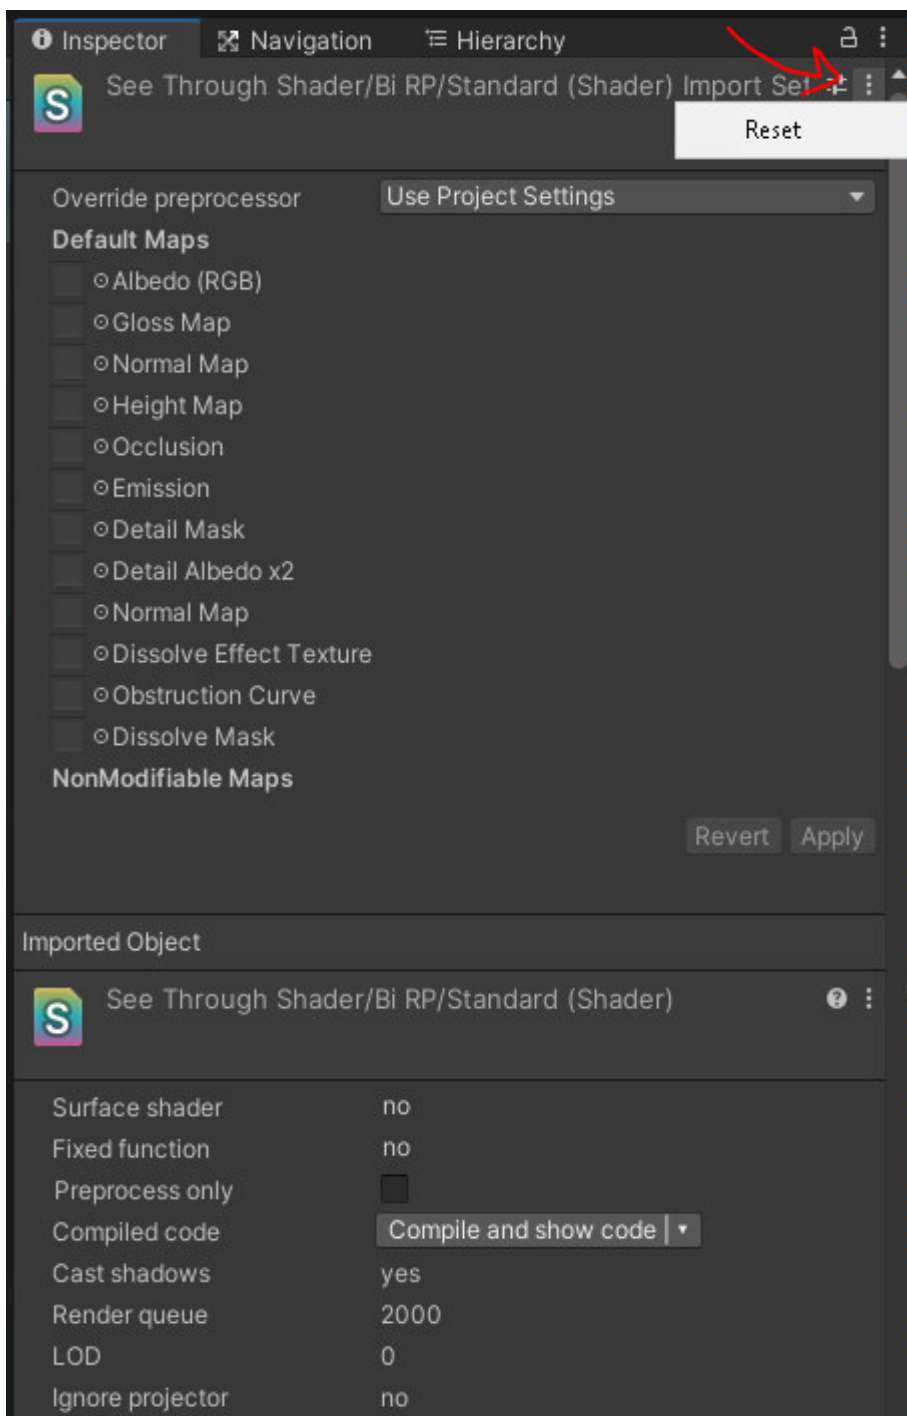 Inspector Navigation Hierarchy
See Through Shader/Bi RP/Standard (Shader) Import Set
Reset
Override preprocessor Use Project Settings
Default Maps
Albedo (RGB)
Gloss Map
Normal Map
Height Map
Occlusion
Emission
Detail Mask
Detail Albedo x2
Normal Map
Dissolve Effect Texture
Obstruction Curve
Dissolve Mask
NonModifiable Maps
Revert Apply
Imported Object
S See Through Shader/Bi RP/Standard (Shader)
Surface shader no
Fixed function no
Preprocess only
Compiled code Compile and show code
Cast shadows yes
Render queue 2000
LOD 0
Ignore projector no